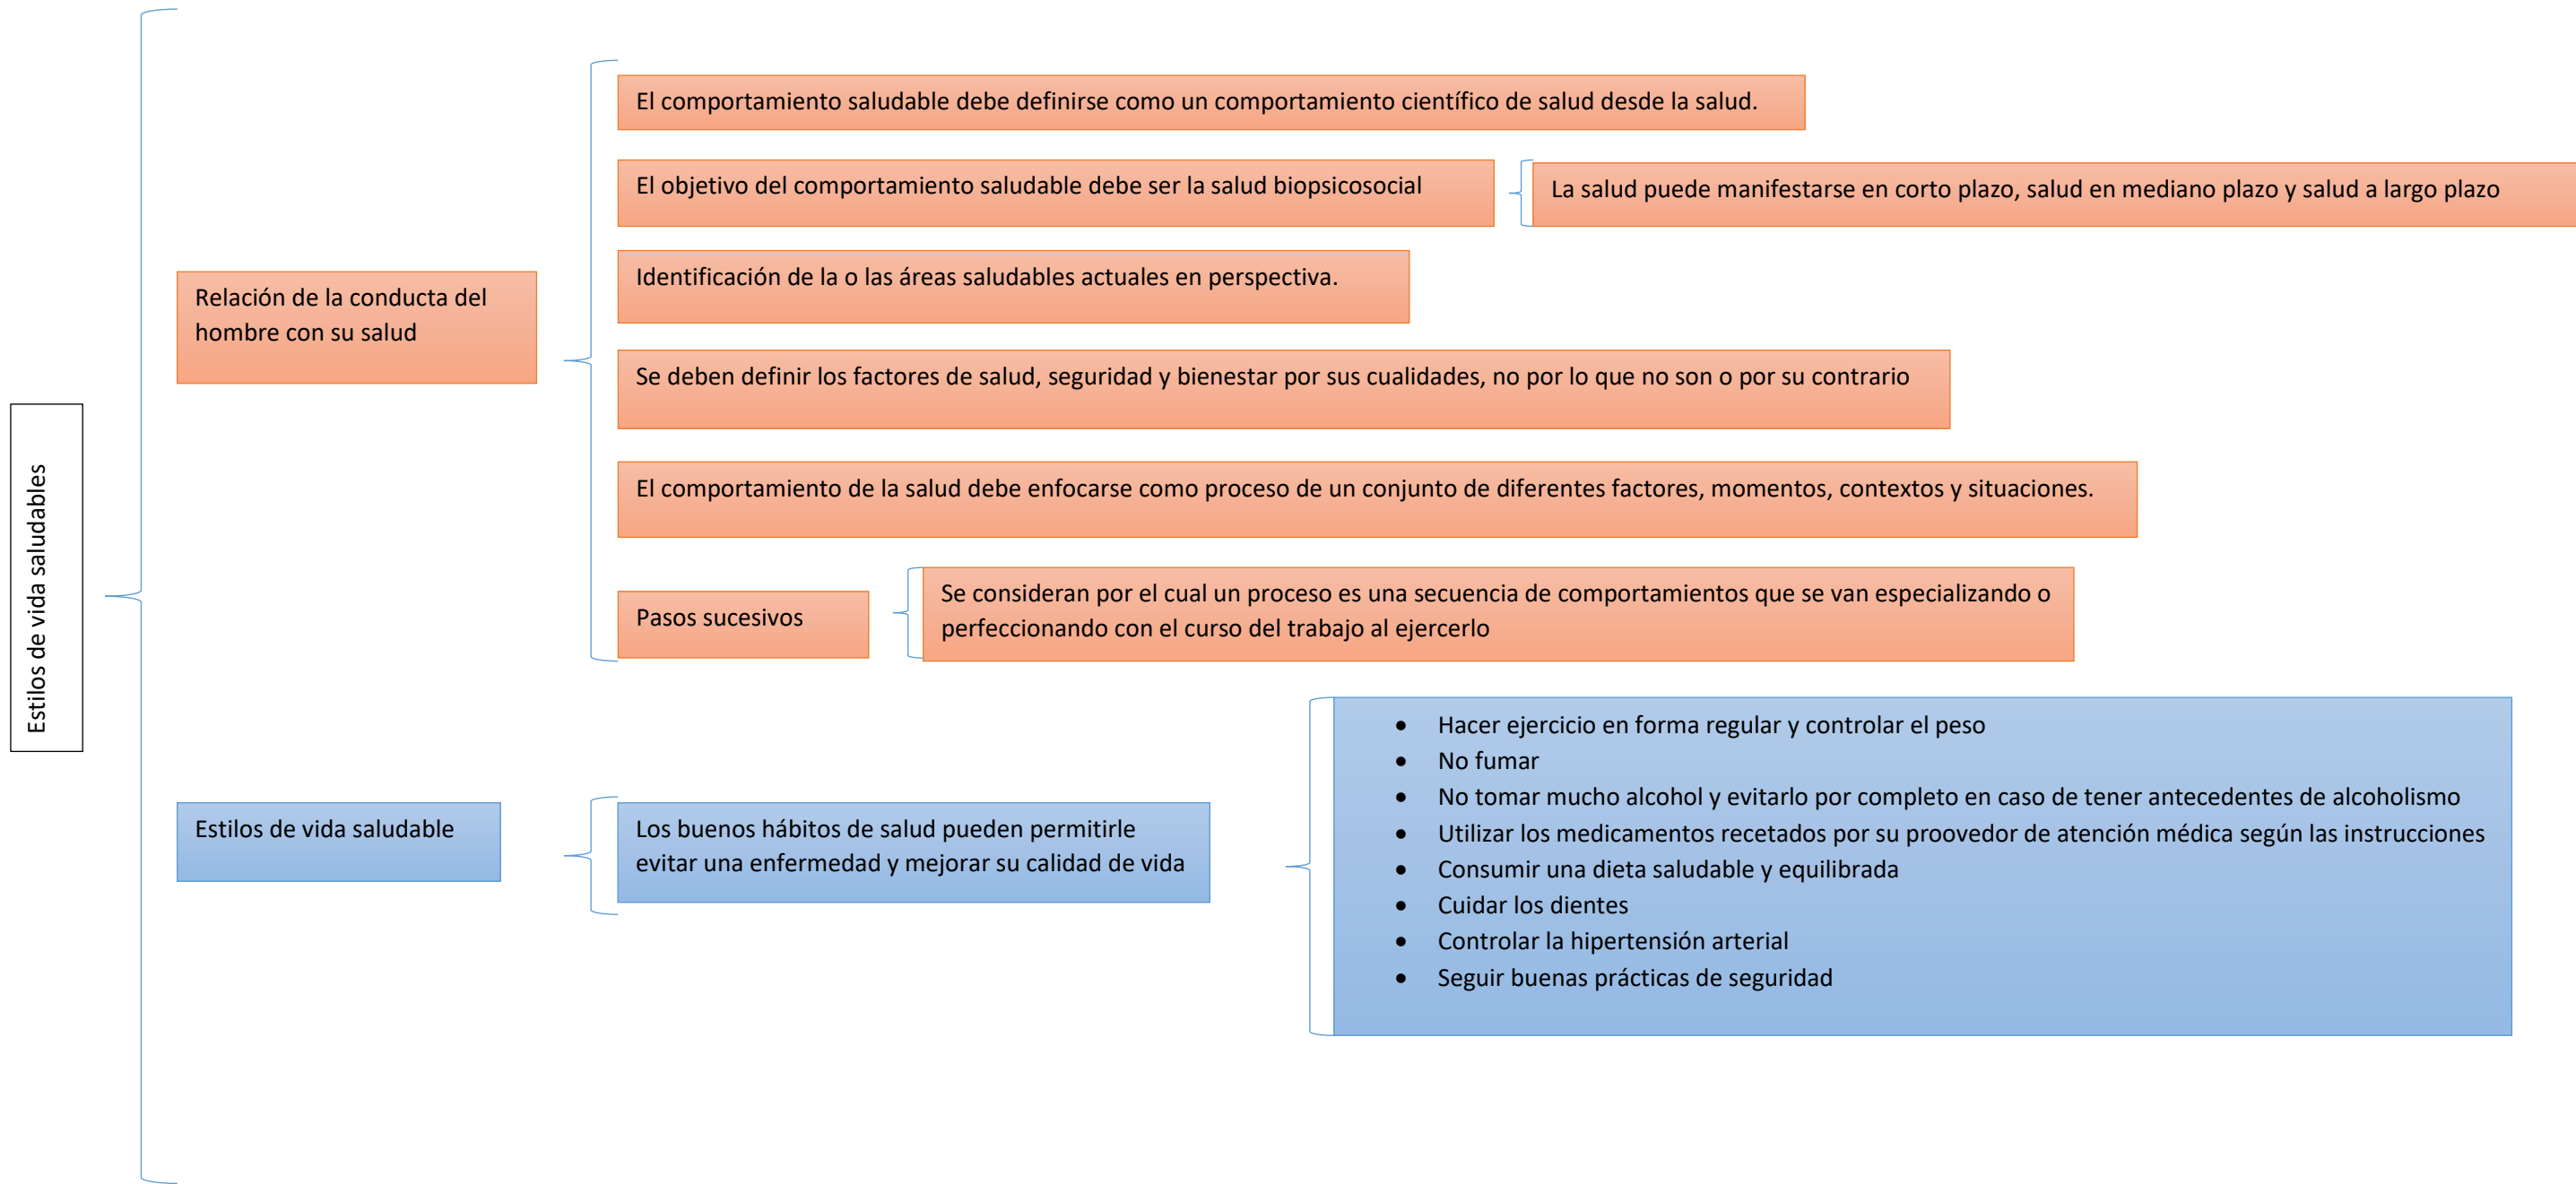 Estilos de vida saludables
Relación de la conducta del
hombre con su salud
El comportamiento saludable debe definirse como un comportamiento científico de salud desde la salud.
El objetivo del comportamiento saludable debe ser la salud biopsicosocial
La salud puede manifestarse en corto plazo, salud en mediano plazo y salud a largo plazo
Identificación de la o las áreas saludables actuales en perspectiva.
Se deben definir los factores de salud, seguridad y bienestar por sus cualidades, no por lo que no son o por su contrario
El comportamiento de la salud debe enfocarse como proceso de un conjunto de diferentes factores, momentos, contextos y situaciones.
Pasos sucesivos
Se consideran por el cual un proceso es una secuencia de comportamientos que se van especializando o
perfeccionando con el curso del trabajo al ejercerlo
Estilos de vida saludable
Los buenos hábitos de salud pueden permitirle
evitar una enfermedad y mejorar su calidad de vida
• Hacer ejercicio en forma regular y controlar el peso
• No fumar
• No tomar mucho alcohol y evitarlo por completo en caso de tener antecedentes de alcoholismo
• Utilizar los medicamentos recetados por su proovedor de atención médica según las instrucciones
• Consumir una dieta saludable y equilibrada
• Cuidar los dientes
• Controlar la hipertensión arterial
• Seguir buenas prácticas de seguridad